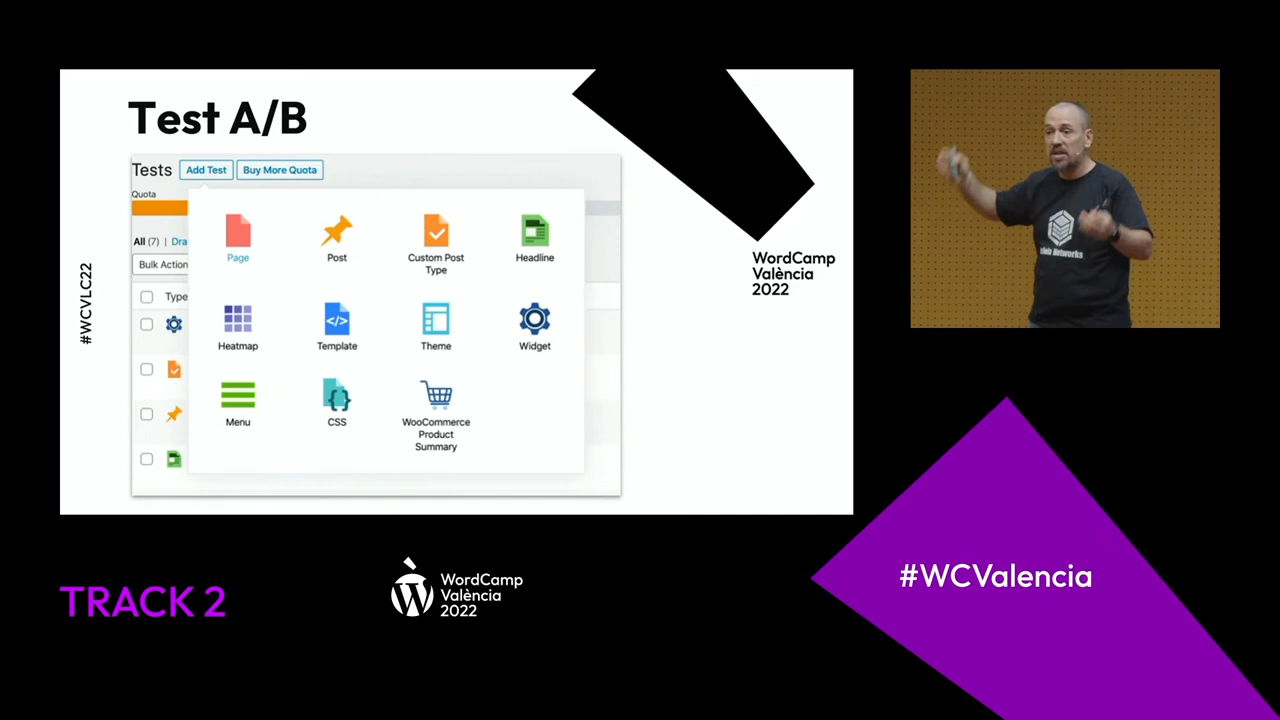 Test A/B
Tests
Add Test
Buy More Quota
Quota
All (7) | Dra
Bulk Action
Type
Page
Post
Custom Post
Type
Headline
Heatmap
Template
Theme
Widget
Menu
CSS
WooCommerce
Product
Summary
#WCVLC22
WordCamp
València
2022
Networks
TRACK 2
WordCamp
València
2022
#WCValencia